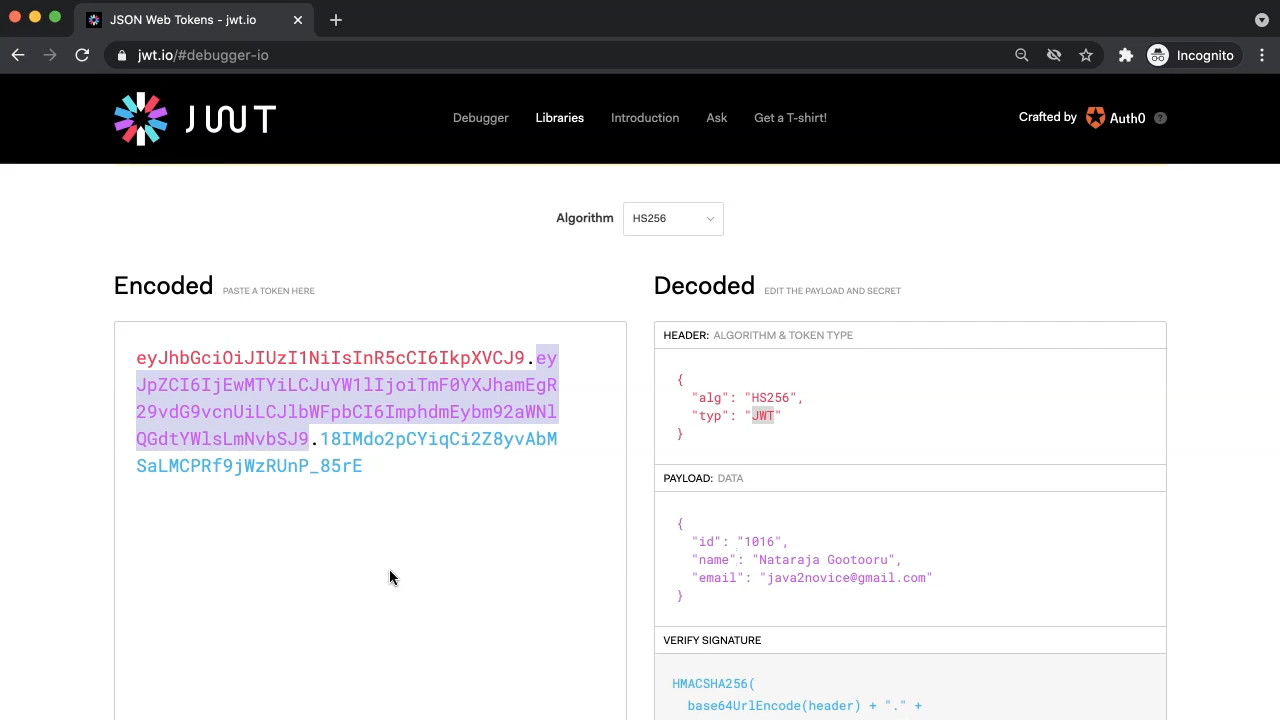 JSON Web Tokens - jwt.io
jwt.io/#debugger-io
Incognito
JWT
Debugger
Libraries
Introduction
Ask
Get a T-shirt!
Crafted by
Auth0
?
Algorithm
HS256
Encoded PASTE A TOKEN HERE
eyJhbGciOiJIUzI1NiIsInR5cCI6IkpXVCJ9.ey
JpZCI6IjEwMTYiLCJuYW1lIjoiTmF0YXJhamEgR
29vdG9vcnUiLCJlbWFpbCI6ImphdmEybm92aWNl
QGdtYWlsLmNvbSJ9.18IMdo2pCYiqCi2Z8yvAbM
SaLMCPRf9jWzRUnP_85rE
Decoded EDIT THE PAYLOAD AND SECRET
HEADER: ALGORITHM & TOKEN TYPE
{
"alg": "HS256",
"typ": "JWT"
}
PAYLOAD: DATA
{
"id": "1016",
"name": "Nataraja Gootooru",
"email": "java2novice@gmail.com"
}
VERIFY SIGNATURE
HMACSHA256(
base64UrlEncode(header) + "." +